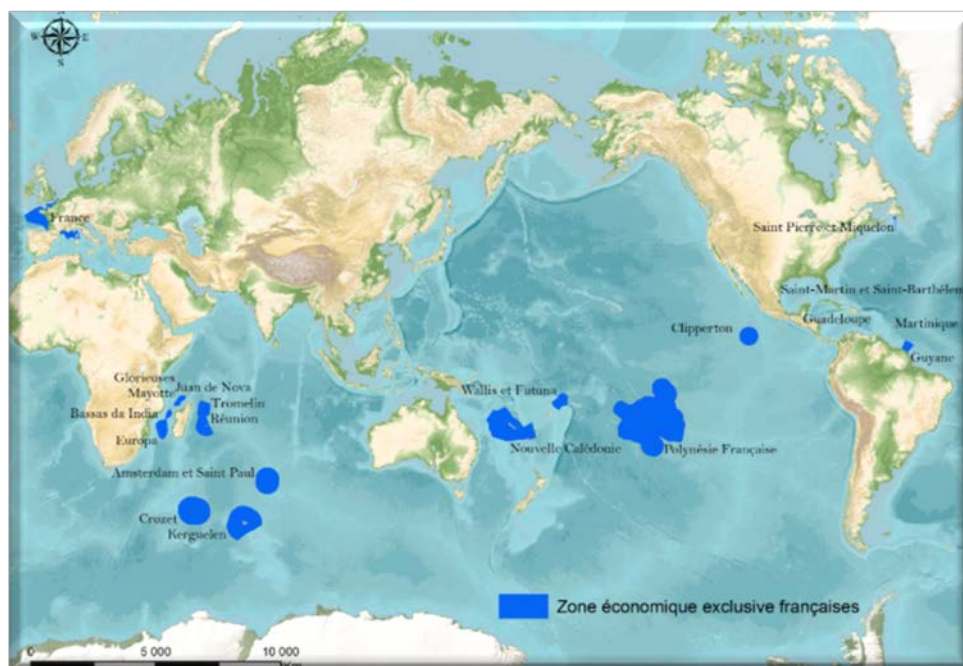 N
W E
S
France
Saint Pierre et Miquelon
Saint-Martin et Saint-Barthélem
Guadeloupe
Martinique
Clipperton
Guyane
Glorieuses
Mayotte
Juan de Nova
Tromelin
Bassas da India
Réunion
Europa
Wallis et Futuna
Nouvelle Calédonie
Polynésie Française
Amsterdam et Saint Paul
Crozet
Kerguelen
Zone économique exclusive françaises
0 5 000 10 000
Km